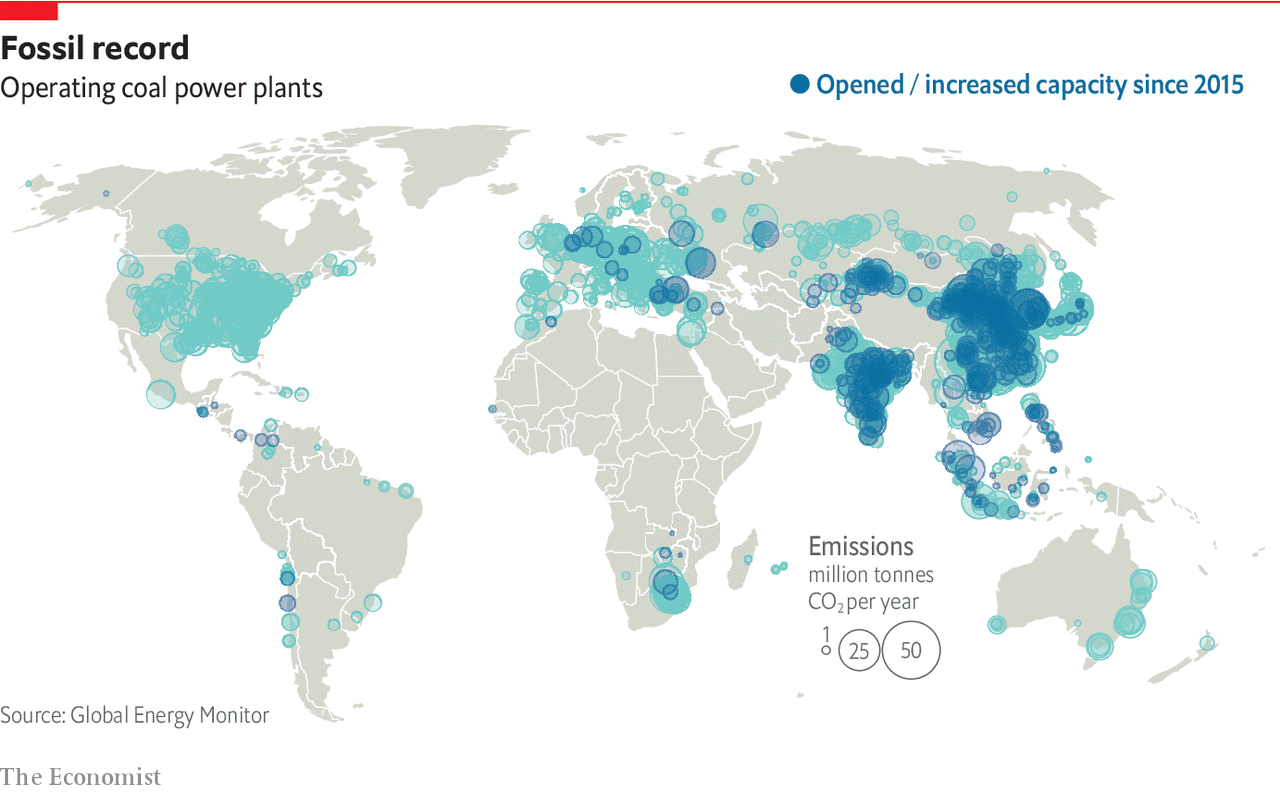 Fossil record
Operating coal power plants
Opened / increased capacity since 2015
Emissions
million tonnes
CO₂ per year
1
25
50
Source: Global Energy Monitor
The Economist